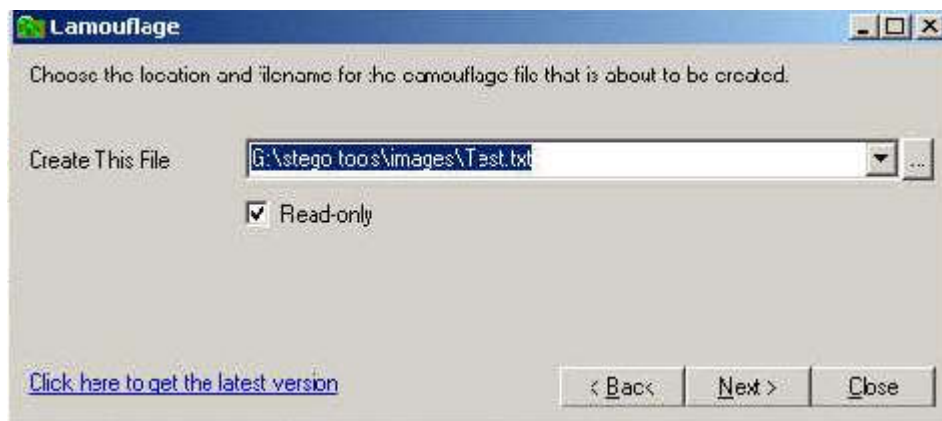 Camouflage
Choose the location and filename for the camouflage file that is about to be created.
Create This File
G:\stego toos\images\Test.txt
...
Read-only
Click here to get the latest version
< Back
Next >
Close